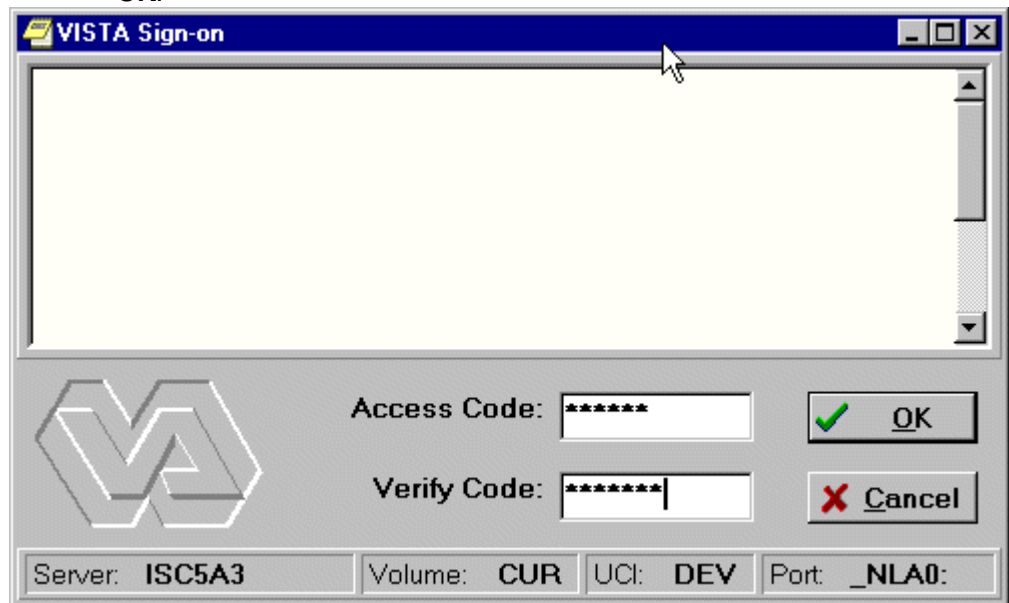 VISTA Sign-on
Access Code: ******
OK
Verify Code: *******
Cancel
Server: ISC5A3 Volume: CUR UCI: DEV Port: _NLA0: